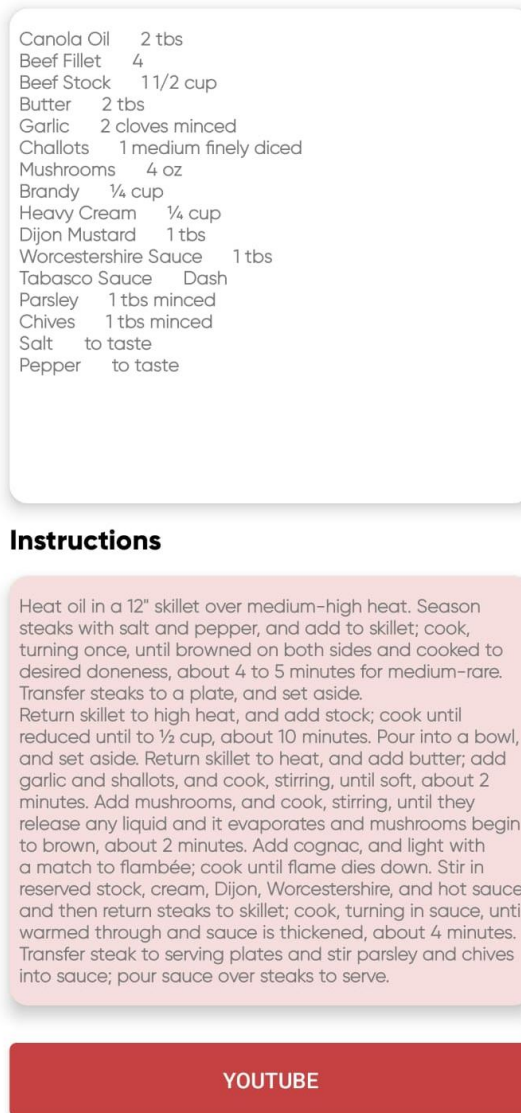 Canola Oil 2 tbs
Beef Fillet 4
Beef Stock 1 1/2 cup
Butter 2 tbs
Garlic 2 cloves minced
Challots 1 medium finely diced
Mushrooms 4 oz
Brandy ¼ cup
Heavy Cream ¼ cup
Dijon Mustard 1 tbs
Worcestershire Sauce 1 tbs
Tabasco Sauce Dash
Parsley 1 tbs minced
Chives 1 tbs minced
Salt to taste
Pepper to taste
Instructions
Heat oil in a 12" skillet over medium-high heat. Season
steaks with salt and pepper, and add to skillet; cook,
turning once, until browned on both sides and cooked to
desired doneness, about 4 to 5 minutes for medium-rare.
Transfer steaks to a plate, and set aside.
Return skillet to high heat, and add stock; cook until
reduced until to ½ cup, about 10 minutes. Pour into a bowl,
and set aside. Return skillet to heat, and add butter; add
garlic and shallots, and cook, stirring, until soft, about 2
minutes. Add mushrooms, and cook, stirring, until they
release any liquid and it evaporates and mushrooms begin
to brown, about 2 minutes. Add cognac, and light with
a match to flambée; cook until flame dies down. Stir in
reserved stock, cream, Dijon, Worcestershire, and hot sauce
and then return steaks to skillet; cook, turning in sauce, unti
warmed through and sauce is thickened, about 4 minutes.
Transfer steak to serving plates and stir parsley and chives
into sauce; pour sauce over steaks to serve.
YOUTUBE